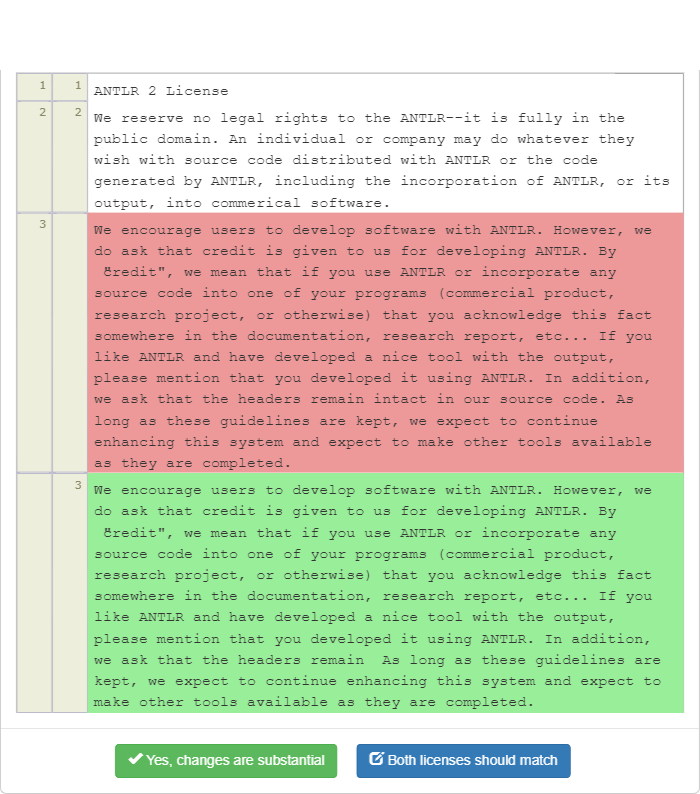 1 1 ANTLR 2 License
2 2 We reserve no legal rights to the ANTLR--it is fully in the
public domain. An individual or company may do whatever they
wish with source code distributed with ANTLR or the code
generated by ANTLR, including the incorporation of ANTLR, or its
output, into commerical software.
3 We encourage users to develop software with ANTLR. However, we
do ask that credit is given to us for developing ANTLR. By
we mean that if you use ANTLR or incorporate any
source code into one of your programs (commercial product,
research project, or otherwise) that you acknowledge this fact
somewhere in the documentation, research report, etc... If you
like ANTLR and have developed a nice tool with the output,
please mention that you developed it using ANTLR. In addition,
we ask that the headers remain intact in our source code. As
long as these guidelines are kept, we expect to continue
enhancing this system and expect to make other tools available
as they are completed.
3 We encourage users to develop software with ANTLR. However, we
do ask that credit is given to us for developing ANTLR. By
we mean that if you use ANTLR or incorporate any
source code into one of your programs (commercial product,
research project, or otherwise) that you acknowledge this fact
somewhere in the documentation, research report, etc... If you
like ANTLR and have developed a nice tool with the output,
please mention that you developed it using ANTLR. In addition,
we ask that the headers remain  As long as these guidelines are
kept, we expect to continue enhancing this system and expect to
make other tools available as they are completed.
Yes, changes are substantial
Both licenses should match